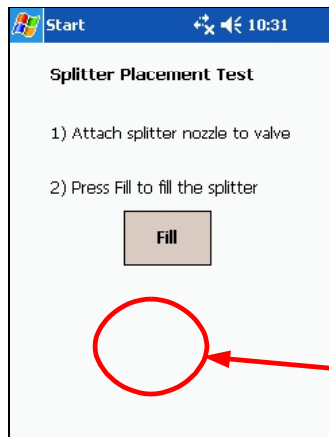 Start 10:31
Splitter Placement Test
1) Attach splitter nozzle to valve
2) Press Fill to fill the splitter
Fill